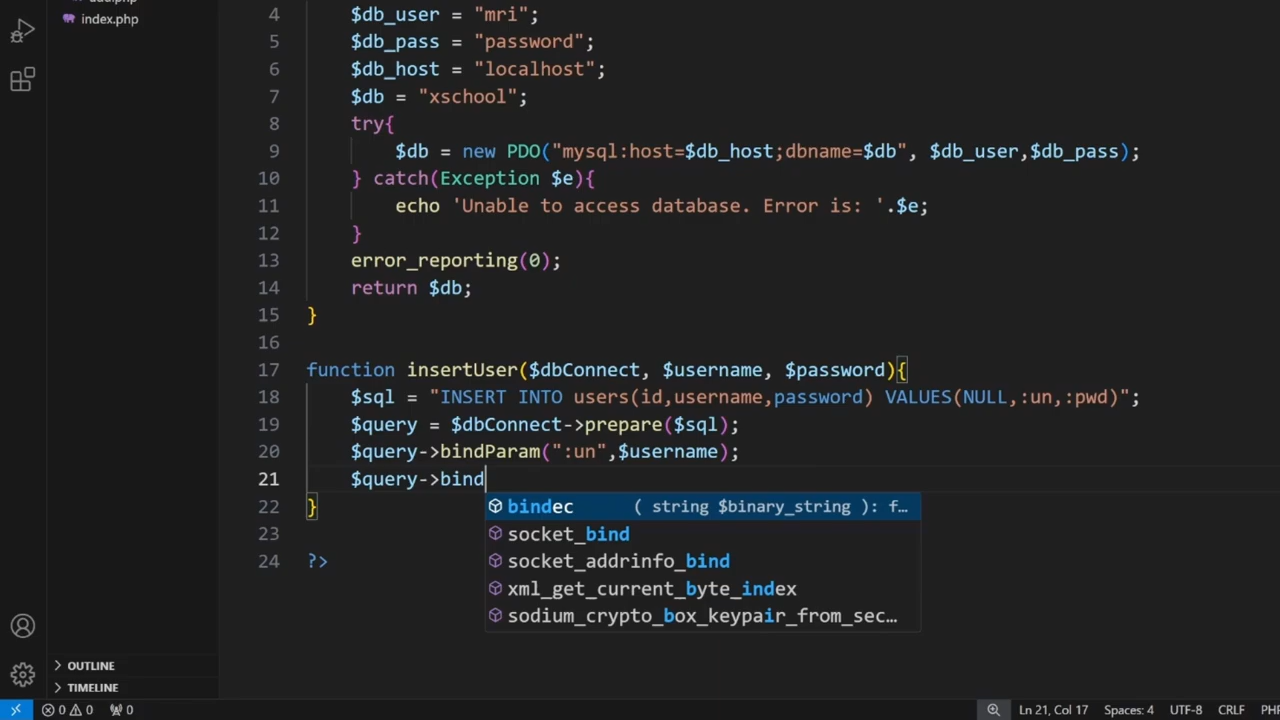 index.php
4 $db_user = "mri";
5 $db_pass = "password";
6 $db_host = "localhost";
7 $db = "xschool";
8 try{
9 $db = new PDO("mysql:host=$db_host;dbname=$db", $db_user,$db_pass);
10 } catch(Exception $e){
11 echo 'Unable to access database. Error is: '.$e;
12 }
13 error_reporting(0);
14 return $db;
15 }
16
17 function insertUser($dbConnect, $username, $password){
18 $sql = "INSERT INTO users(id,username,password) VALUES(NULL,:un,:pwd)";
19 $query = $dbConnect->prepare($sql);
20 $query->bindParam(":un",$username);
21 $query->bind
22 }
bindec ( string $binary_string ): f…
23
socket_bind
24 ?>
socket_addrinfo_bind
xml_get_current_byte_index
sodium_crypto_box_keypair_from_sec…
OUTLINE
TIMELINE
0 0 0 Ln 21, Col 17 Spaces: 4 UTF-8 CRLF PH